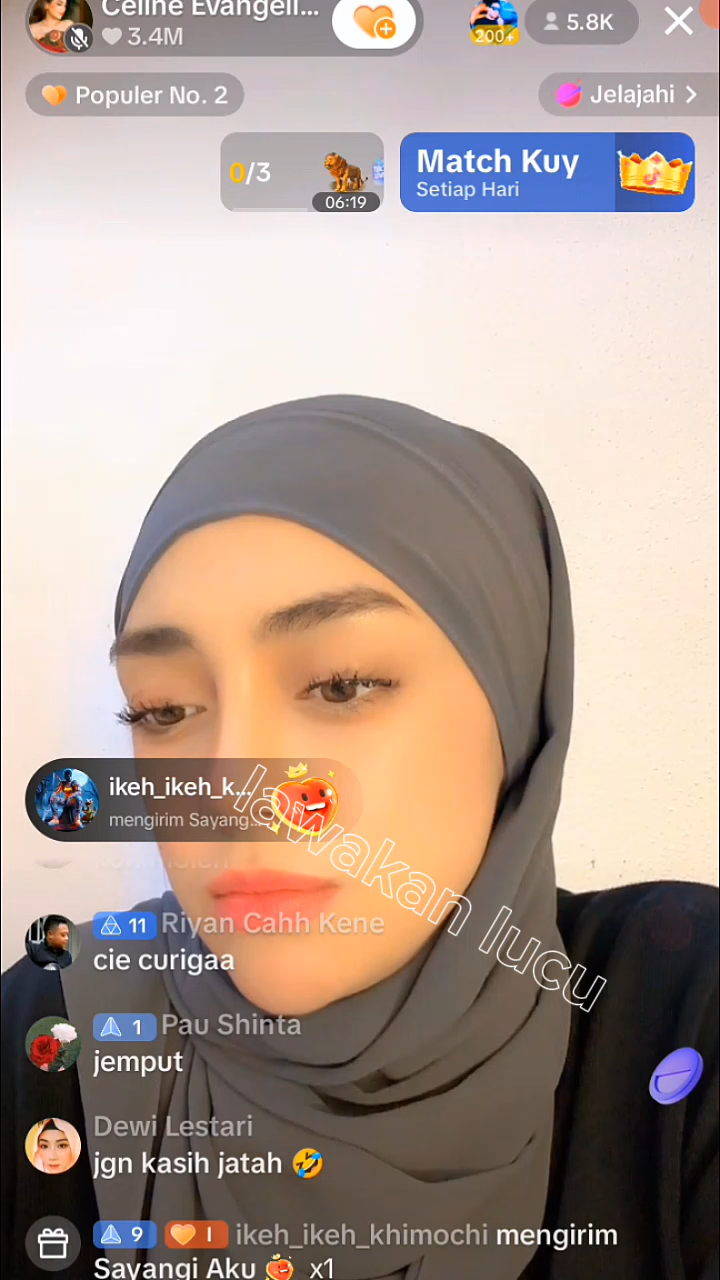 Celine Evangeli...
3.4M
200+
5.8K
Populer No. 2
Jelajahi
0/3
06:19
Match Kuy
Setiap Hari
ikeh_ikeh_k...
mengirim Sayang...
lawakan lucu
11 Riyan Cahh Kene
cie curigaa
1 Pau Shinta
jemput
Dewi Lestari
jgn kasih jatah 🤣
9 I ikeh_ikeh_khimochi mengirim
Sayangi Aku x1